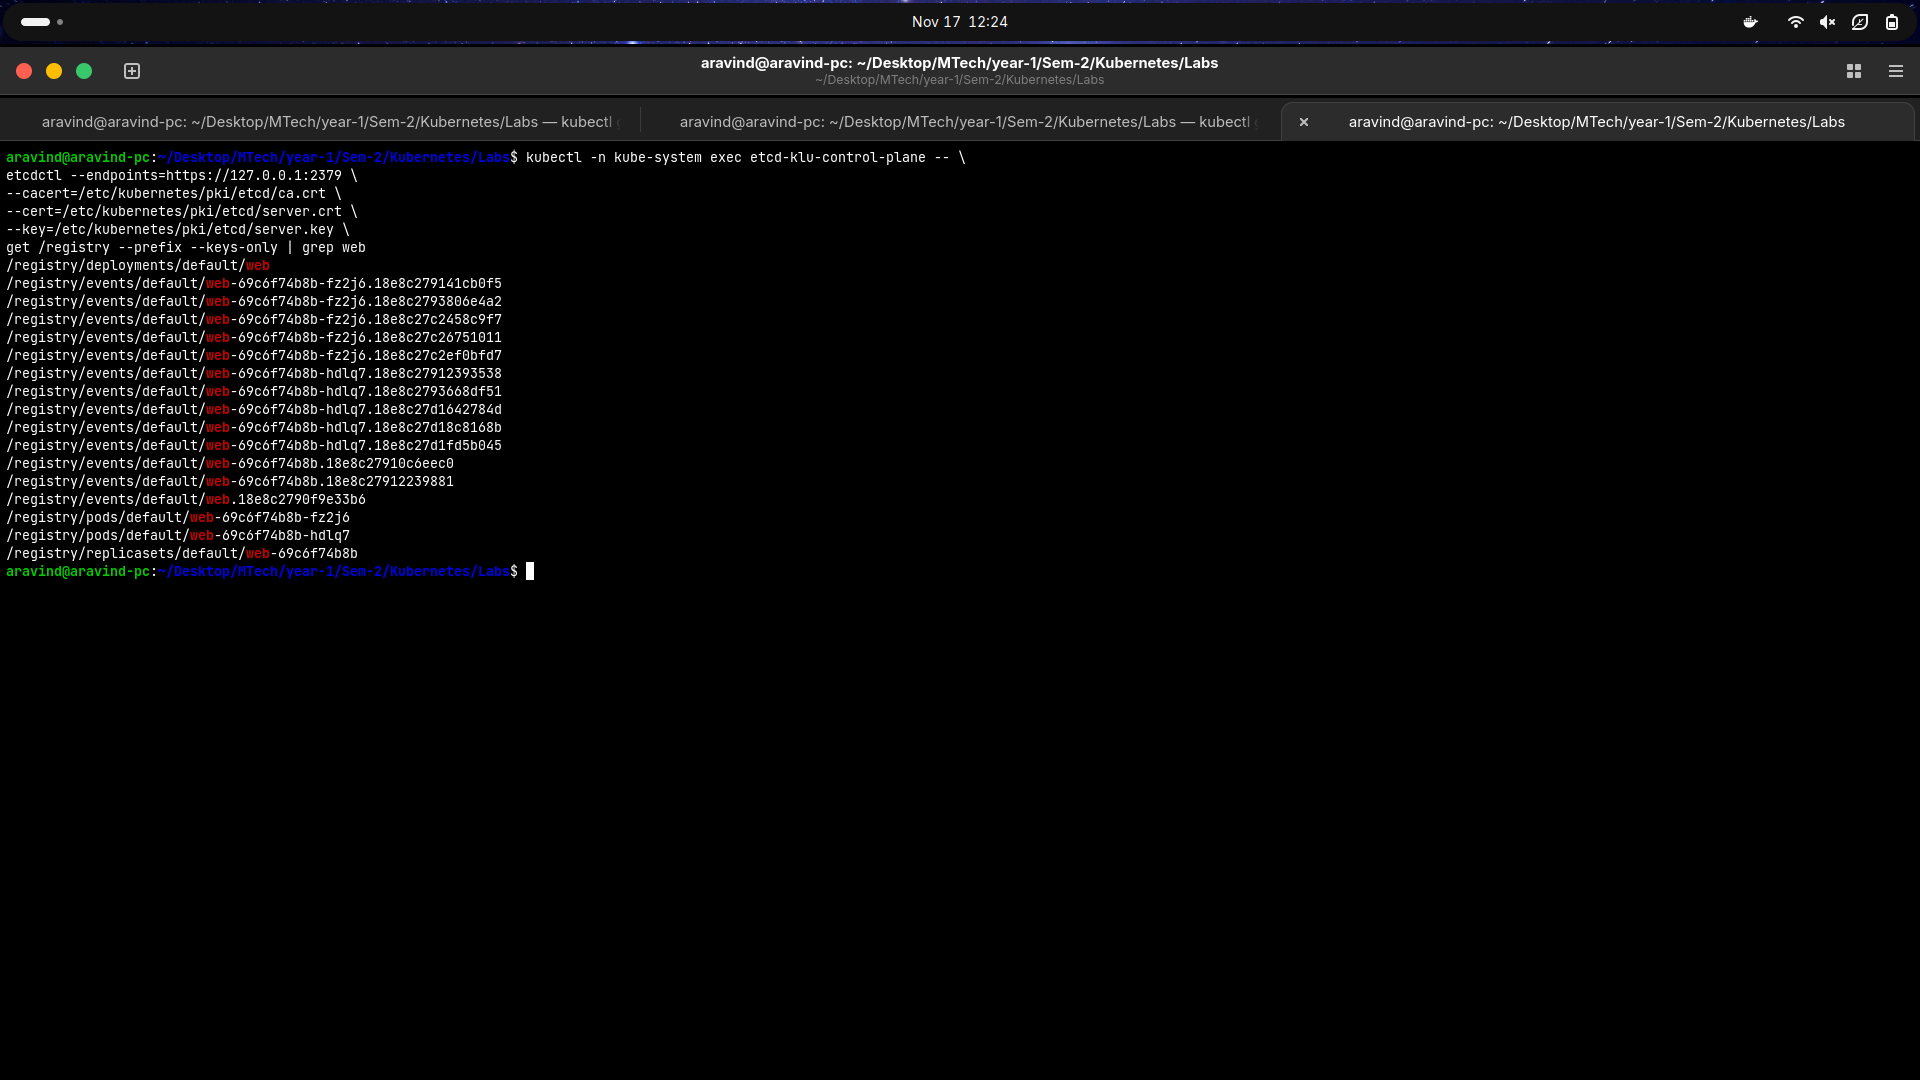 Nov 17 12:24
aravind@aravind-pc: ~/Desktop/MTech/year-1/Sem-2/Kubernetes/Labs
~/Desktop/MTech/year-1/Sem-2/Kubernetes/Labs
aravind@aravind-pc: ~/Desktop/MTech/year-1/Sem-2/Kubernetes/Labs — kubectl
aravind@aravind-pc: ~/Desktop/MTech/year-1/Sem-2/Kubernetes/Labs — kubectl
aravind@aravind-pc: ~/Desktop/MTech/year-1/Sem-2/Kubernetes/Labs
aravind@aravind-pc:~/Desktop/MTech/year-1/Sem-2/Kubernetes/Labs$ kubectl -n kube-system exec etcd-klu-control-plane -- \
etcdctl --endpoints=https://127.0.0.1:2379 \
--cacert=/etc/kubernetes/pki/etcd/ca.crt \
--cert=/etc/kubernetes/pki/etcd/server.crt \
--key=/etc/kubernetes/pki/etcd/server.key \
get /registry --prefix --keys-only | grep web
/registry/deployments/default/web
/registry/events/default/web-69c6f74b8b-fz2j6.18e8c279141cb0f5
/registry/events/default/web-69c6f74b8b-fz2j6.18e8c2793806e4a2
/registry/events/default/web-69c6f74b8b-fz2j6.18e8c27c2458c9f7
/registry/events/default/web-69c6f74b8b-fz2j6.18e8c27c26751011
/registry/events/default/web-69c6f74b8b-fz2j6.18e8c27c2ef0bfd7
/registry/events/default/web-69c6f74b8b-hdlq7.18e8c27912393538
/registry/events/default/web-69c6f74b8b-hdlq7.18e8c2793668df51
/registry/events/default/web-69c6f74b8b-hdlq7.18e8c27d1642784d
/registry/events/default/web-69c6f74b8b-hdlq7.18e8c27d18c8168b
/registry/events/default/web-69c6f74b8b-hdlq7.18e8c27d1fd5b045
/registry/events/default/web-69c6f74b8b.18e8c27910c6eec0
/registry/events/default/web-69c6f74b8b.18e8c27912239881
/registry/events/default/web.18e8c2790f9e33b6
/registry/pods/default/web-69c6f74b8b-fz2j6
/registry/pods/default/web-69c6f74b8b-hdlq7
/registry/replicasets/default/web-69c6f74b8b
aravind@aravind-pc:~/Desktop/MTech/year-1/Sem-2/Kubernetes/Labs$